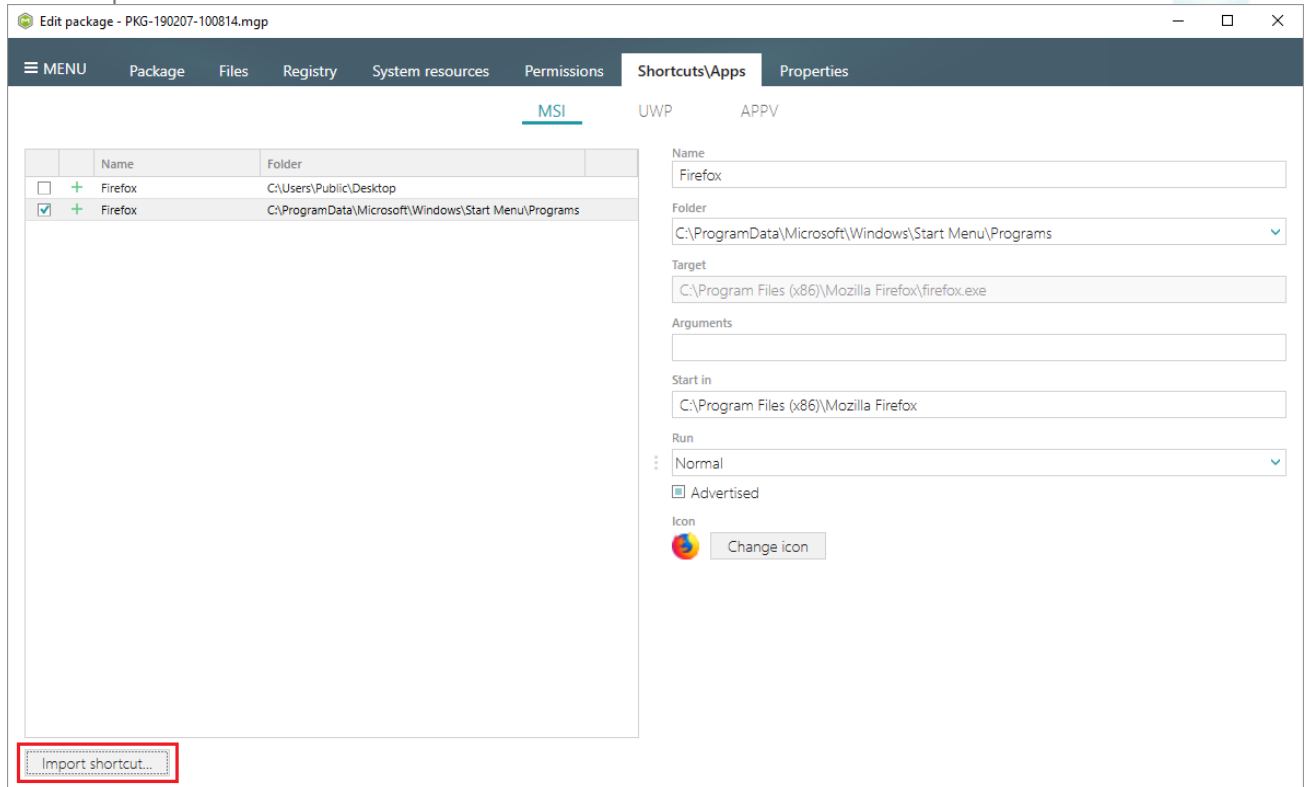 Edit package - PKG-190207-100814.mgp
MENU Package Files Registry System resources Permissions Shortcuts\Apps Properties
MSI UWP APPV
Name Folder
Firefox C:\Users\Public\Desktop
Firefox C:\ProgramData\Microsoft\Windows\Start Menu\Programs
Name
Firefox
Folder
C:\ProgramData\Microsoft\Windows\Start Menu\Programs
Target
C:\Program Files (x86)\Mozilla Firefox\firefox.exe
Arguments
Start in
C:\Program Files (x86)\Mozilla Firefox
Run
Normal
Advertised
Icon
Change icon
Import shortcut...